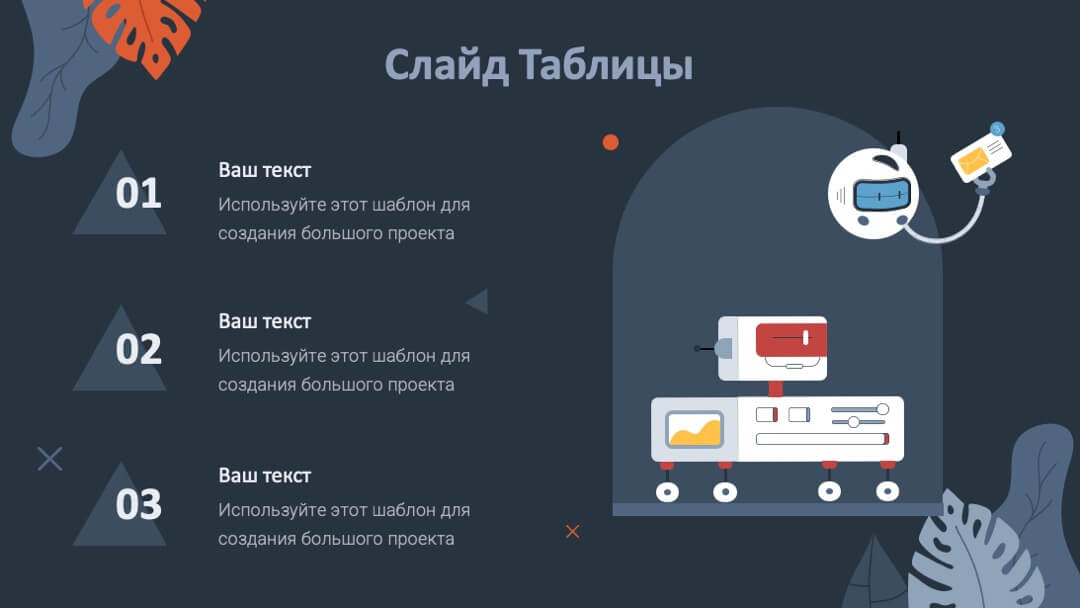 Слайд Таблицы
01
Ваш текст
Используйте этот шаблон для
создания большого проекта
02
Ваш текст
Используйте этот шаблон для
создания большого проекта
03
Ваш текст
Используйте этот шаблон для
создания большого проекта